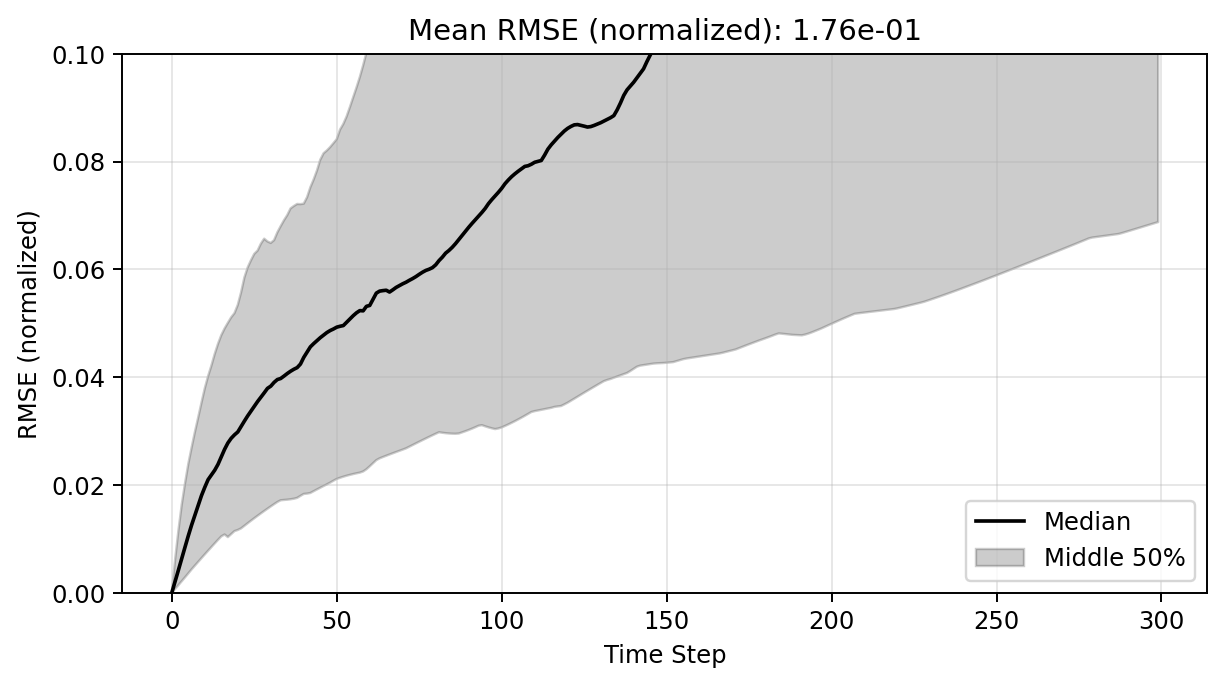 Mean RMSE (normalized): 1.76e-01
RMSE (normalized)
0.10
0.08
0.06
0.04
0.02
0.00
0 50 100 150 200 250 300
Time Step
Median
Middle 50%